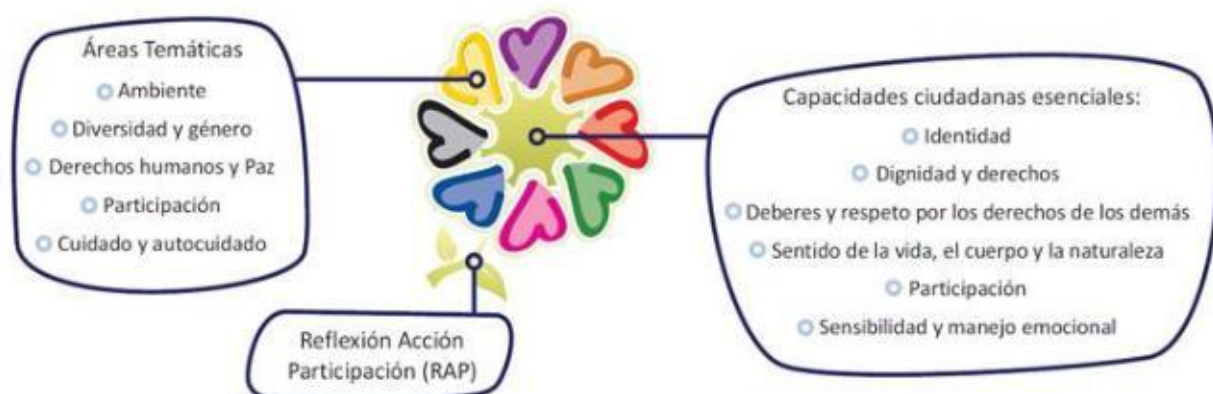 Áreas Temáticas
Ambiente
Diversidad y género
Derechos humanos y Paz
Participación
Cuidado y autocuidado
Capacidades ciudadanas esenciales:
Identidad
Dignidad y derechos
Deberes y respeto por los derechos de los demás
Sentido de la vida, el cuerpo y la naturaleza
Participación
Sensibilidad y manejo emocional
Reflexión Acción
Participación (RAP)